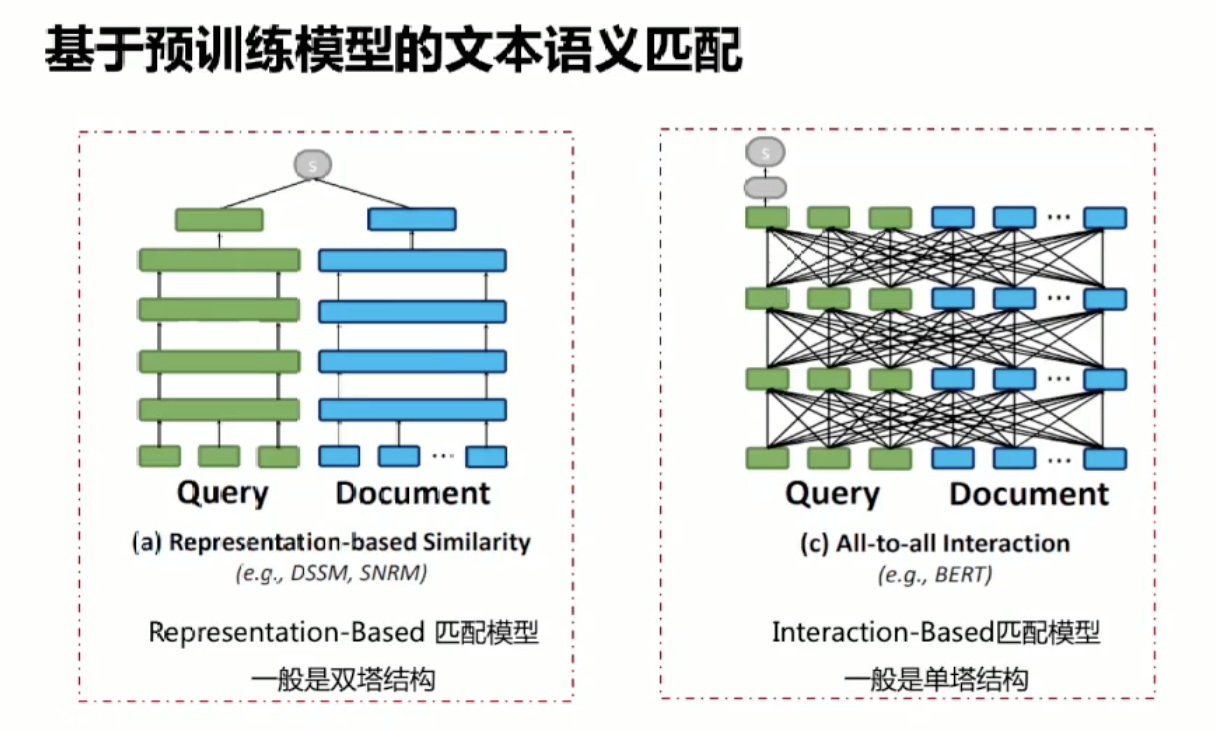 基于预训练模型的文本语义匹配
s
Query Document
(a) Representation-based Similarity
(e.g., DSSM, SNRM)
Representation-Based 匹配模型
一般是双塔结构
s
Query Document
(c) All-to-all Interaction
(e.g., BERT)
Interaction-Based匹配模型
一般是单塔结构